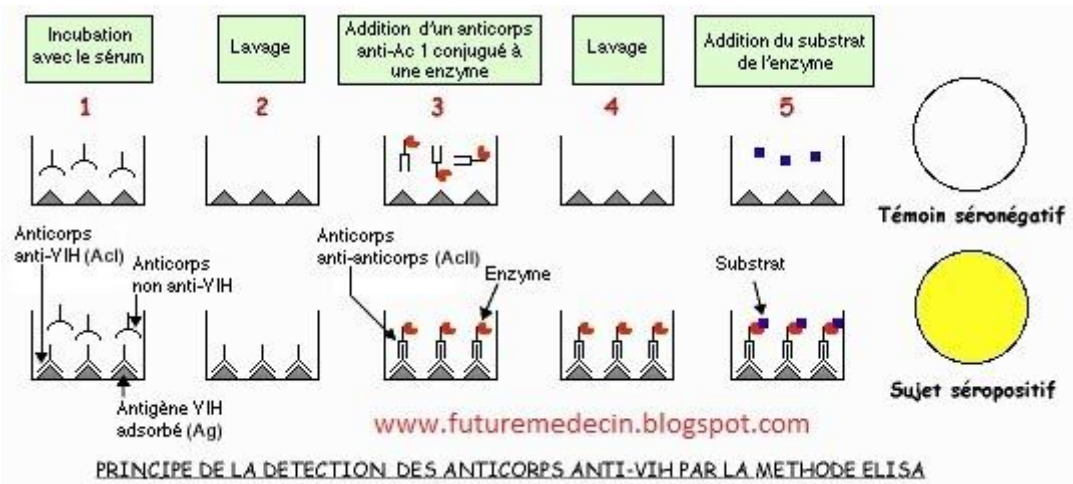 Incubation
avec le sérum
Lavage
Addition d'un anticorps
anti-Ac 1 conjugué à
une enzyme
Lavage
Addition du substrat
de l'enzyme
1
2
3
4
5
Témoin séronégatif
Anticorps
anti-VIH (AcI)
Anticorps
non anti-VIH
Anticorps
anti-anticorps (AcII)
Enzyme
Substrat
Antigène VIH
adsorbé (Ag)
Sujet séropositif
www.futuremedecin.blogspot.com
PRINCIPE DE LA DETECTION DES ANTICORPS ANTI-VIH PAR LA METHODE ELISA